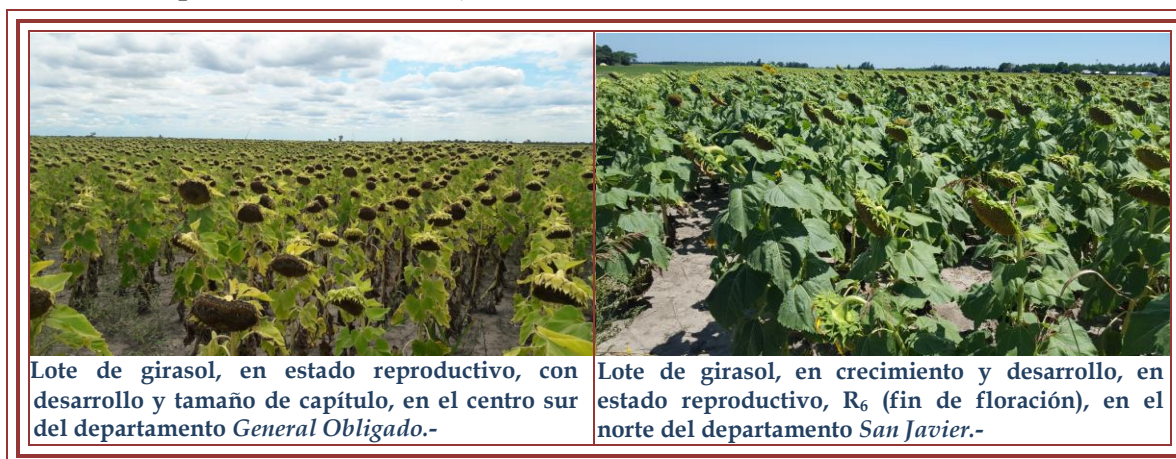 Lote de girasol, en estado reproductivo, con
desarrollo y tamaño de capítulo, en el centro sur
del departamento General Obligado.-
Lote de girasol, en crecimiento y desarrollo, en
estado reproductivo, R₆ (fin de floración), en el
norte del departamento San Javier.-